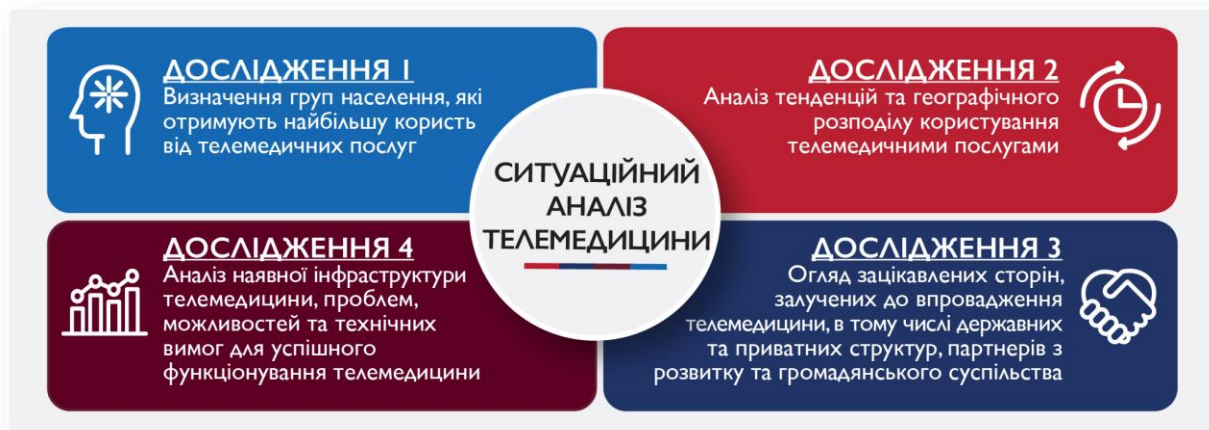 ДОСЛІДЖЕННЯ 1
Визначення груп населення, які
отримують найбільшу користь
від телемедичних послуг
ДОСЛІДЖЕННЯ 2
Аналіз тенденцій та географічного
розподілу користування
телемедичними послугами
СИТУАЦІЙНИЙ
АНАЛІЗ
ТЕЛЕМЕДИЦИНИ
ДОСЛІДЖЕННЯ 4
Аналіз наявної інфраструктури
телемедицини, проблем,
можливостей та технічних
вимог для успішного
функціонування телемедицини
ДОСЛІДЖЕННЯ 3
Огляд зацікавлених сторін,
залучених до впровадження
телемедицини, в тому числі державних
та приватних структур, партнерів з
розвитку та громадянського суспільства